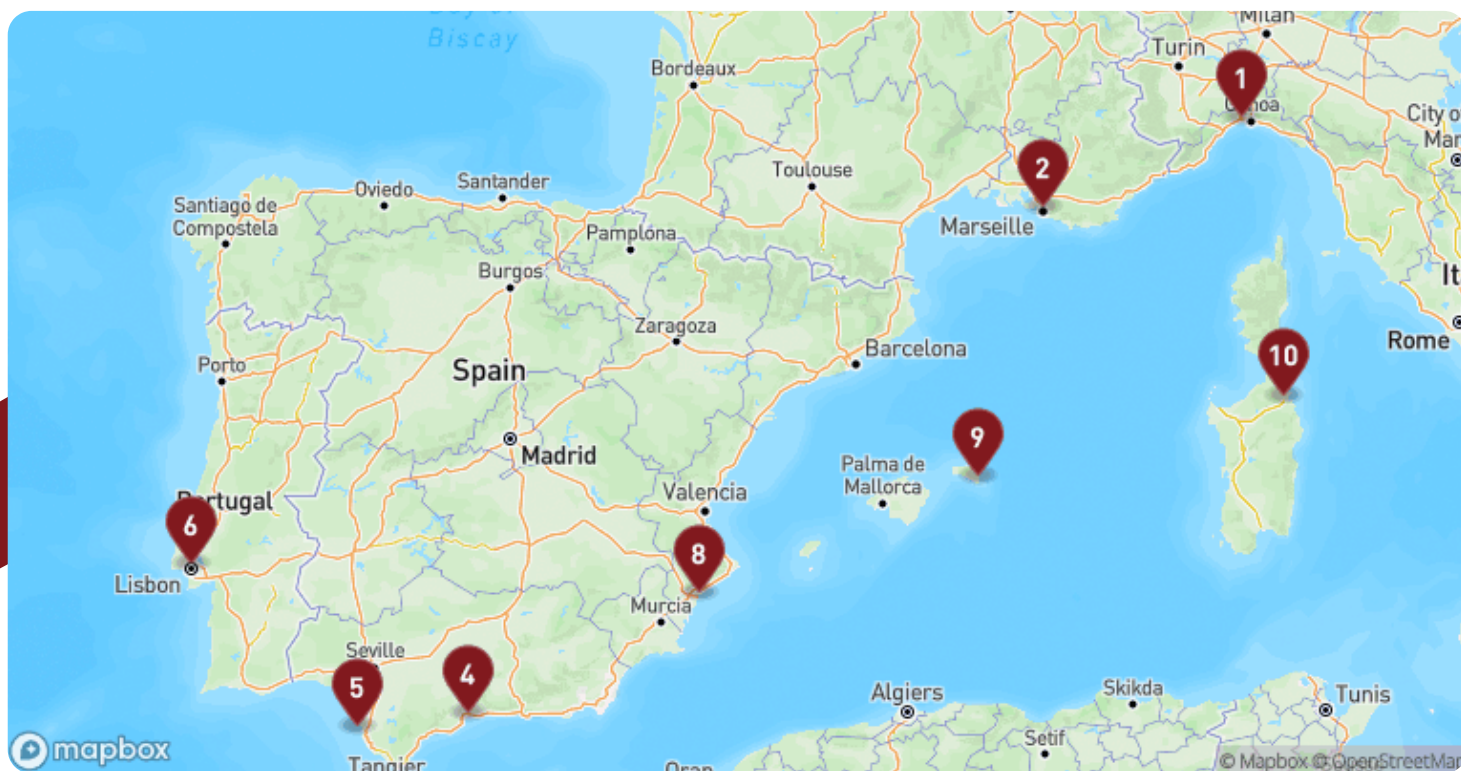 Biscay
Milan
Turin
Bordeaux
1
Genoa
City of
Mar
2
Toulouse
Santander
Oviedo
Santiago de
Compostela
Marseille
Pamplona
Burgos
It
Zaragoza
Rome
Barcelona
10
Porto
Spain
9
Madrid
Palma de
Mallorca
Valencia
Portugal
6
8
Lisbon
Murcia
Seville
4
5
Algiers
Skikda
Tunis
Setif
mapbox
Tangier
Oran
© Mapbox © OpenStreetMap